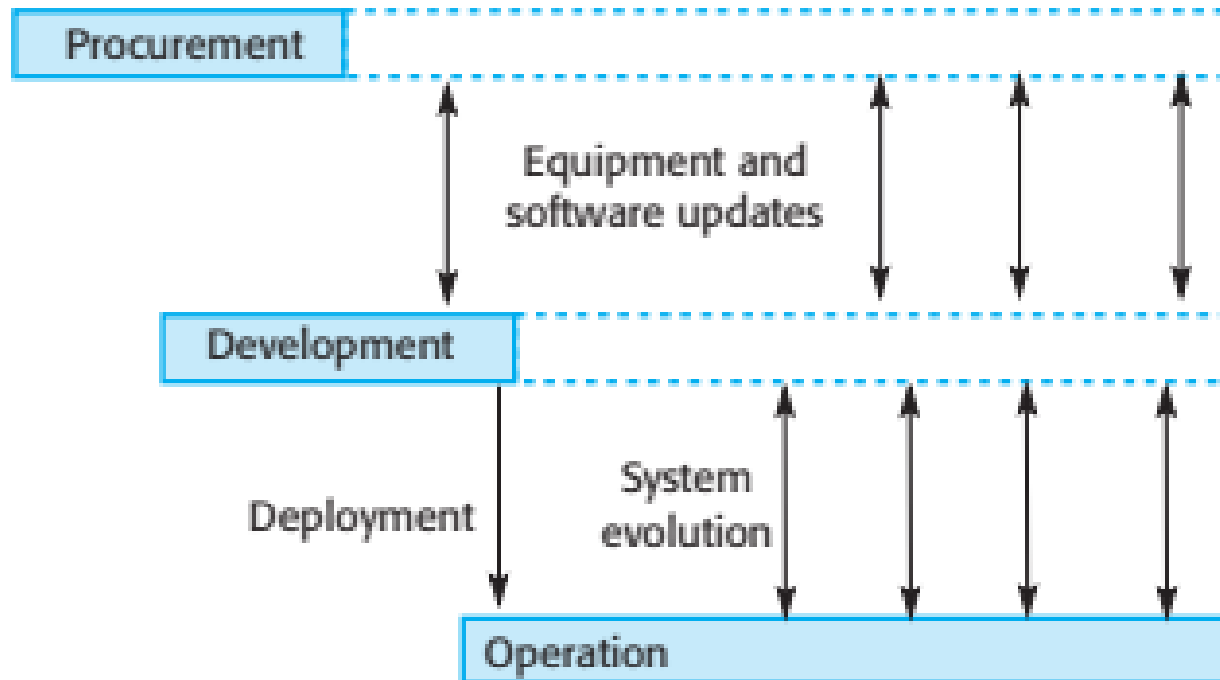 Procurement
Equipment and
software updates
Development
Deployment
System
evolution
Operation